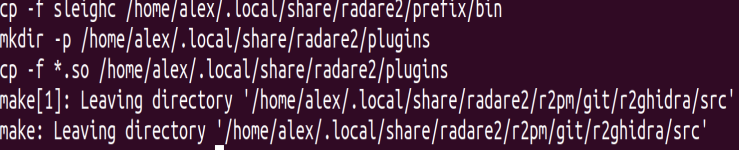 cp -f sleighc /home/alex/.local/share/radare2/prefix/bin
mkdir -p /home/alex/.local/share/radare2/plugins
cp -f *.so /home/alex/.local/share/radare2/plugins
make[1]: Leaving directory '/home/alex/.local/share/radare2/r2pm/git/r2ghidra/src'
make: Leaving directory '/home/alex/.local/share/radare2/r2pm/git/r2ghidra/src'